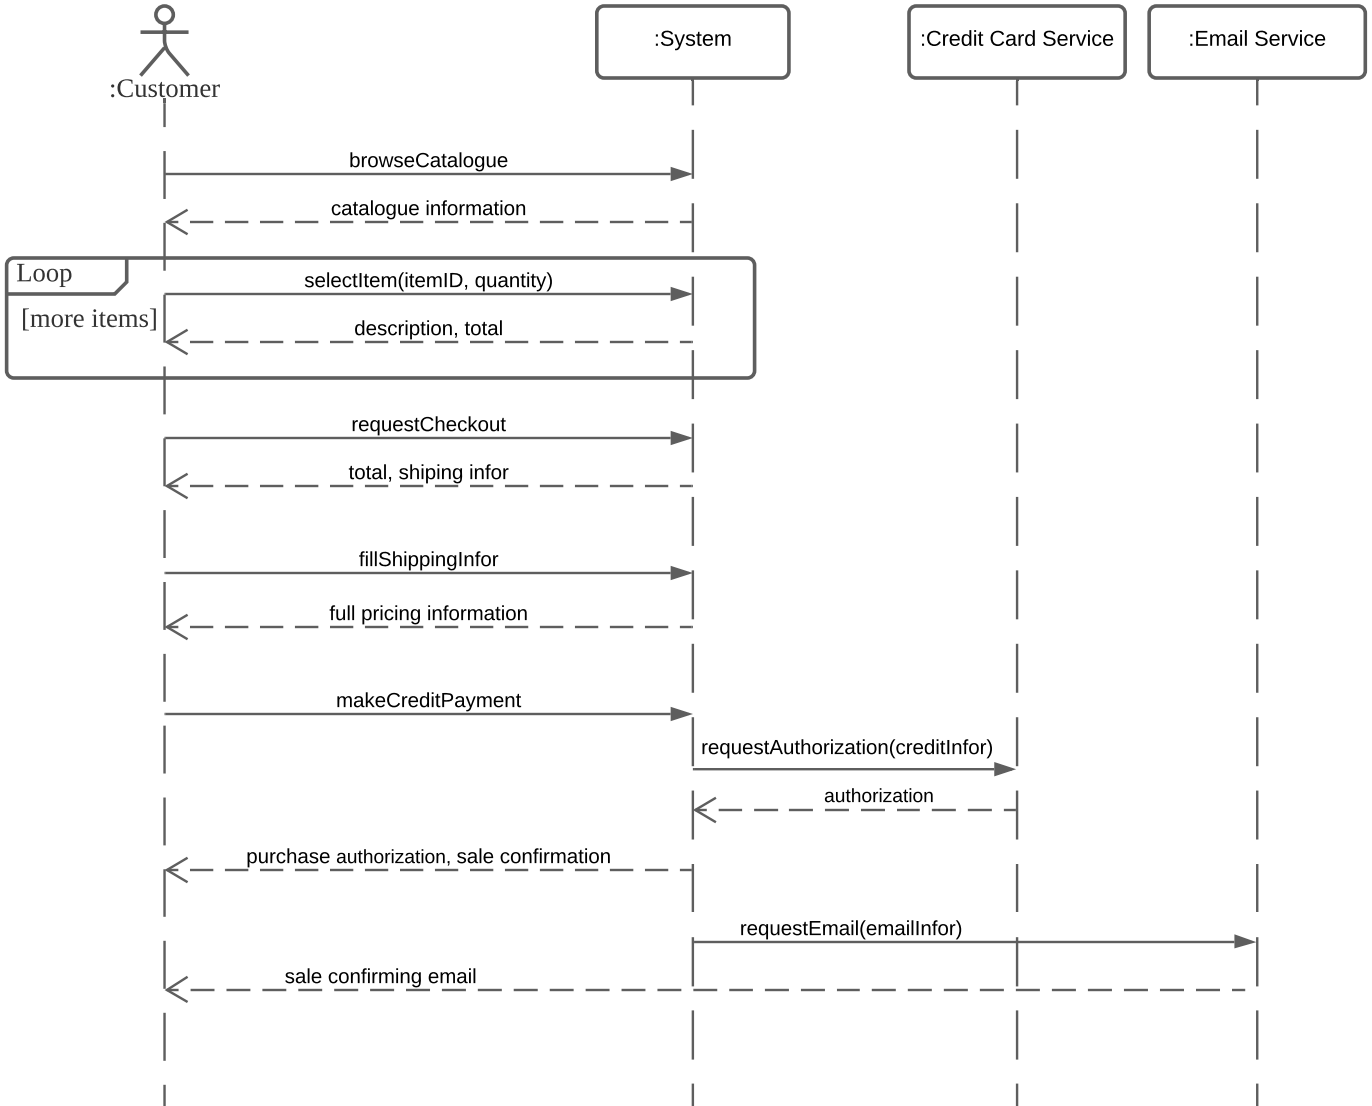 :Customer
:System
:Credit Card Service
:Email Service
browseCatalogue
catalogue information
Loop
selectItem(itemID, quantity)
[more items]
description, total
requestCheckout
total, shiping infor
fillShippingInfor
full pricing information
makeCreditPayment
requestAuthorization(creditInfor)
authorization
purchase authorization, sale confirmation
requestEmail(emailInfor)
sale confirming email